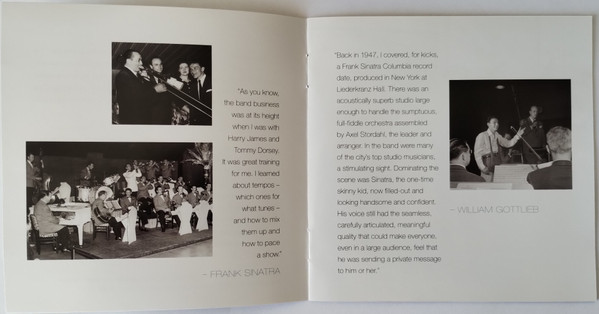 "As you know,
the band business
was at its height
when I was with
Harry James and
Tommy Dorsey.
It was great training
for me. I learned
about tempos –
which ones for
what tunes –
and how to mix
them up and
how to pace
a show."
– FRANK SINATRA
"Back in 1947, I covered, for kicks,
a Frank Sinatra Columbia record
date, produced in New York at
Liederkranz Hall. There was an
acoustically superb studio large
enough to handle the sumptuous,
full-fiddle orchestra assembled
by Axel Stordahl, the leader and
arranger. In the band were many
of the city's top studio musicians,
a stimulating sight. Dominating the
scene was Sinatra, the one-time
skinny kid, now filled-out and
looking handsome and confident.
His voice still had the seamless,
carefully articulated, meaningful
quality that could make everyone,
even in a large audience, feel that
he was sending a private message
to him or her."
– WILLIAM GOTTLIEB